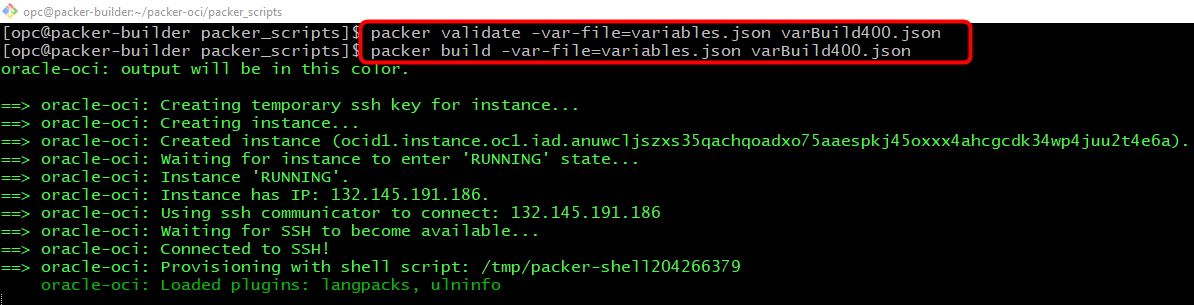 opc@packer-builder:~/packer-oci/packer_scripts
[opc@packer-builder packer_scripts]$ packer validate -var-file=variables.json varBuild400.json
[opc@packer-builder packer_scripts]$ packer build -var-file=variables.json varBuild400.json
oracle-oci: output will be in this color.
==> oracle-oci: Creating temporary ssh key for instance...
==> oracle-oci: Creating instance...
==> oracle-oci: Created instance (ocid1.instance.oc1.iad.anuwcljszxs35qachqoadxo75aaespkj45oxxx4ahcgcdk34wp4juu2t4e6a).
==> oracle-oci: Waiting for instance to enter 'RUNNING' state...
==> oracle-oci: Instance 'RUNNING'.
==> oracle-oci: Instance has IP: 132.145.191.186.
==> oracle-oci: Using ssh communicator to connect: 132.145.191.186
==> oracle-oci: Waiting for SSH to become available...
==> oracle-oci: Connected to SSH!
==> oracle-oci: Provisioning with shell script: /tmp/packer-shell204266379
oracle-oci: Loaded plugins: langpacks, ulninfo